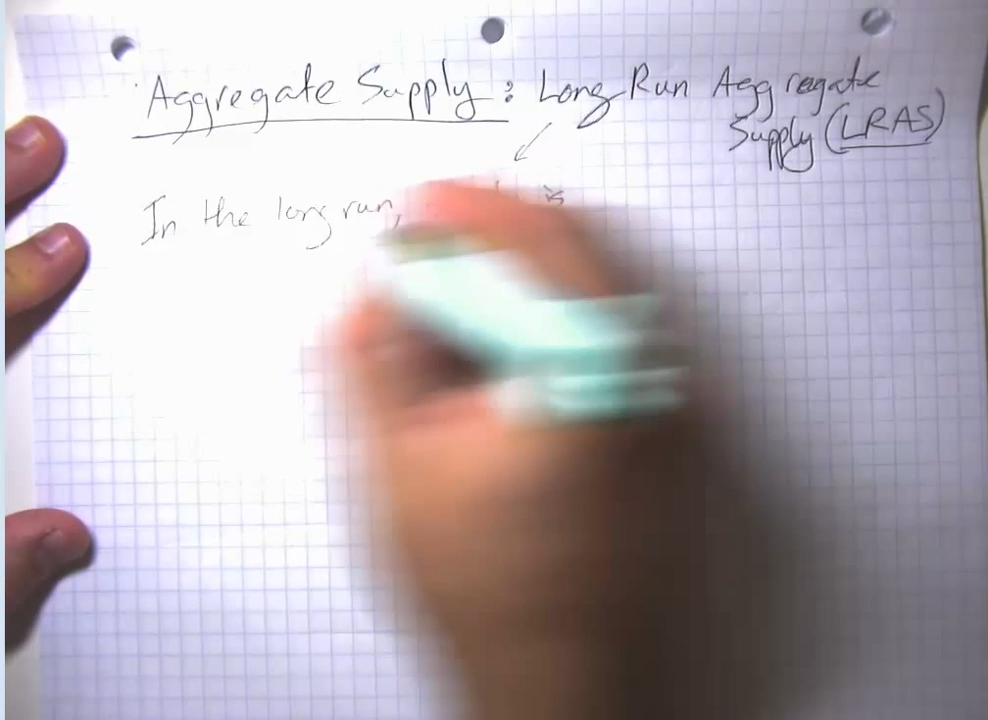 Aggregate Supply: Long Run Aggregate
Supply (LRAS)
In the long run,